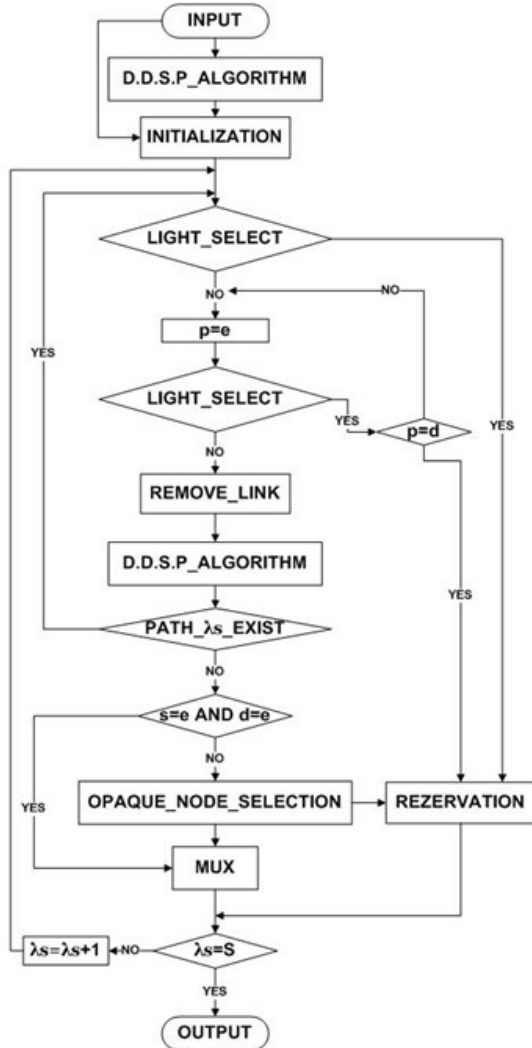 INPUT
D.D.S.P_ALGORITHM
INITIALIZATION
LIGHT_SELECT
NO
NO
p=e
YES
LIGHT_SELECT
YES
p=d
YES
NO
REMOVE_LINK
D.D.S.P_ALGORITHM
YES
PATH_λs_EXIST
NO
s=e AND d=e
NO
YES
OPAQUE_NODE_SELECTION
REZERVATION
MUX
λs=λs+1
NO
λs=S
YES
OUTPUT